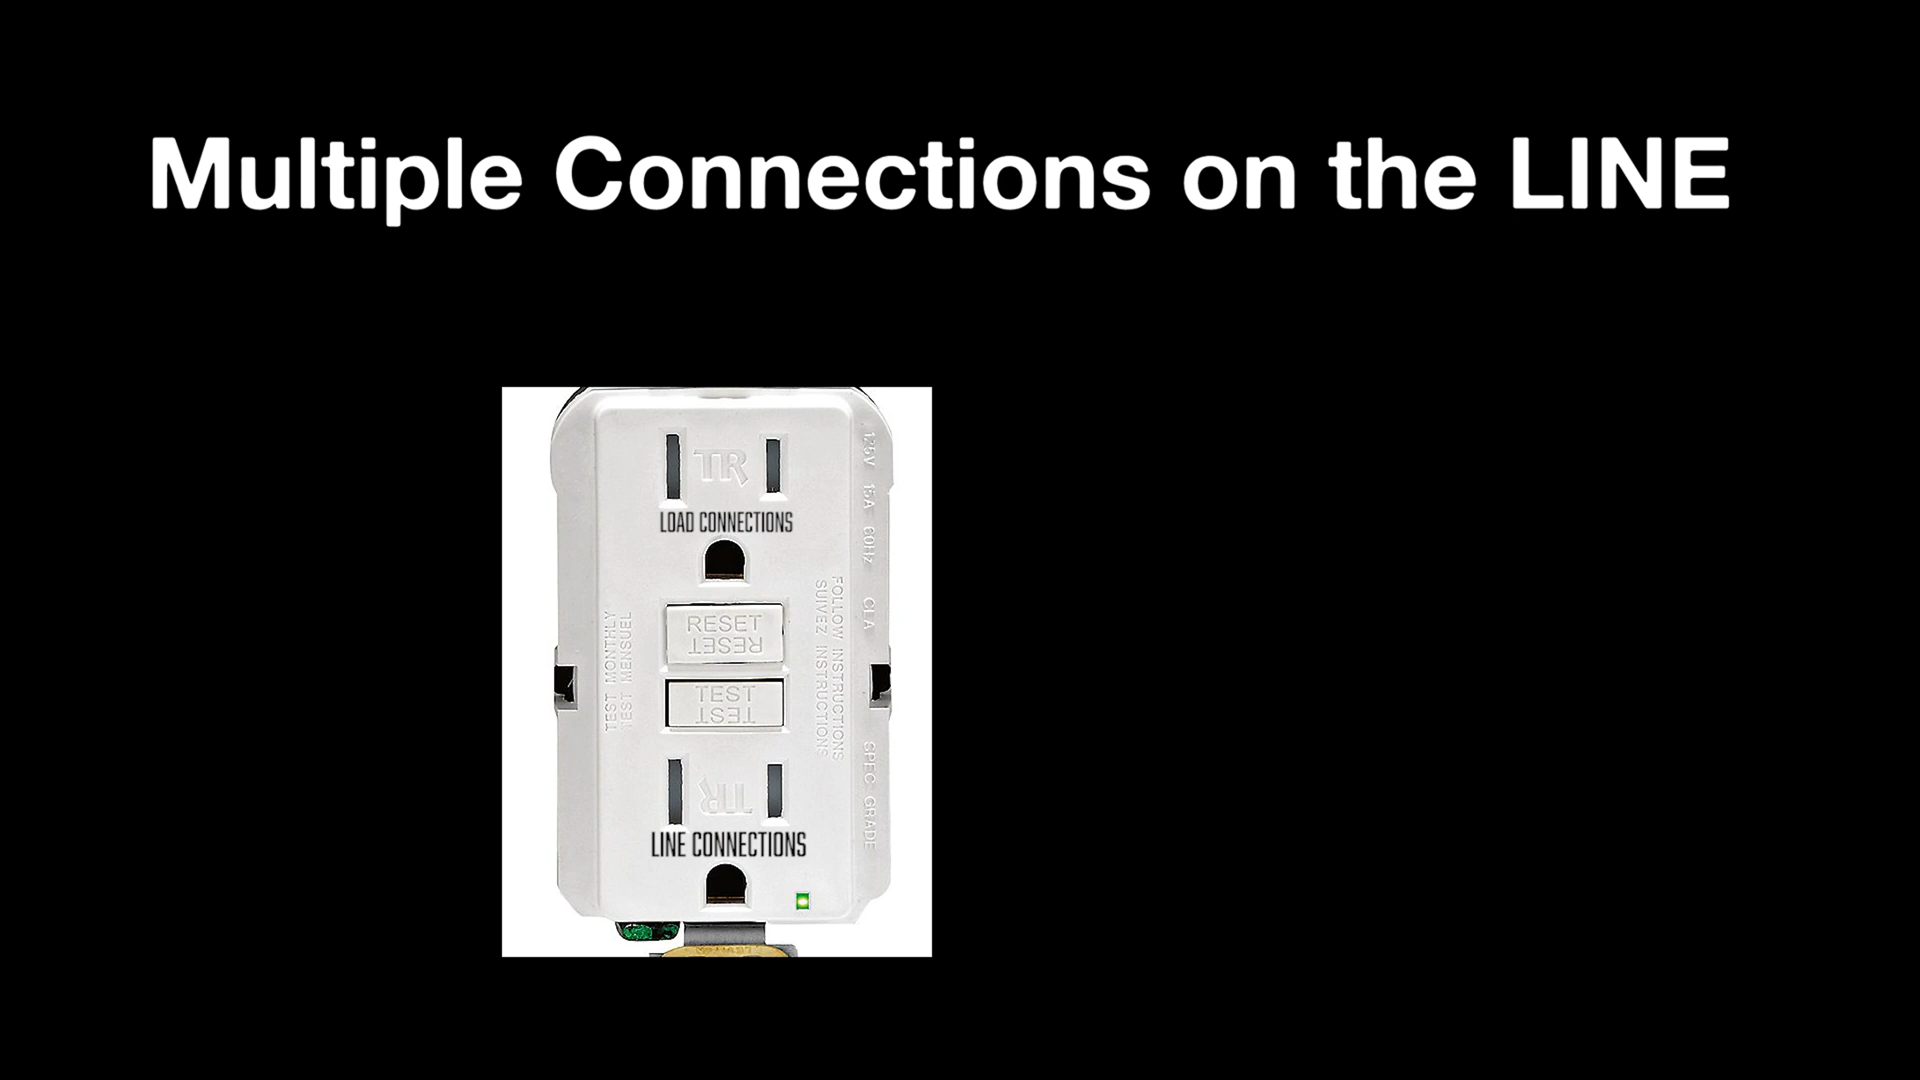 Multiple Connections on the LINE
TR
LOAD CONNECTIONS
125V 15A 60Hz CL A
RESET
RESET
TEST
TEST
TEST MONTHLY
TEST MENSUEL
FOLLOW INSTRUCTIONS
SUIVEZ INSTRUCTIONS
SPEC GRADE
TR
LINE CONNECTIONS